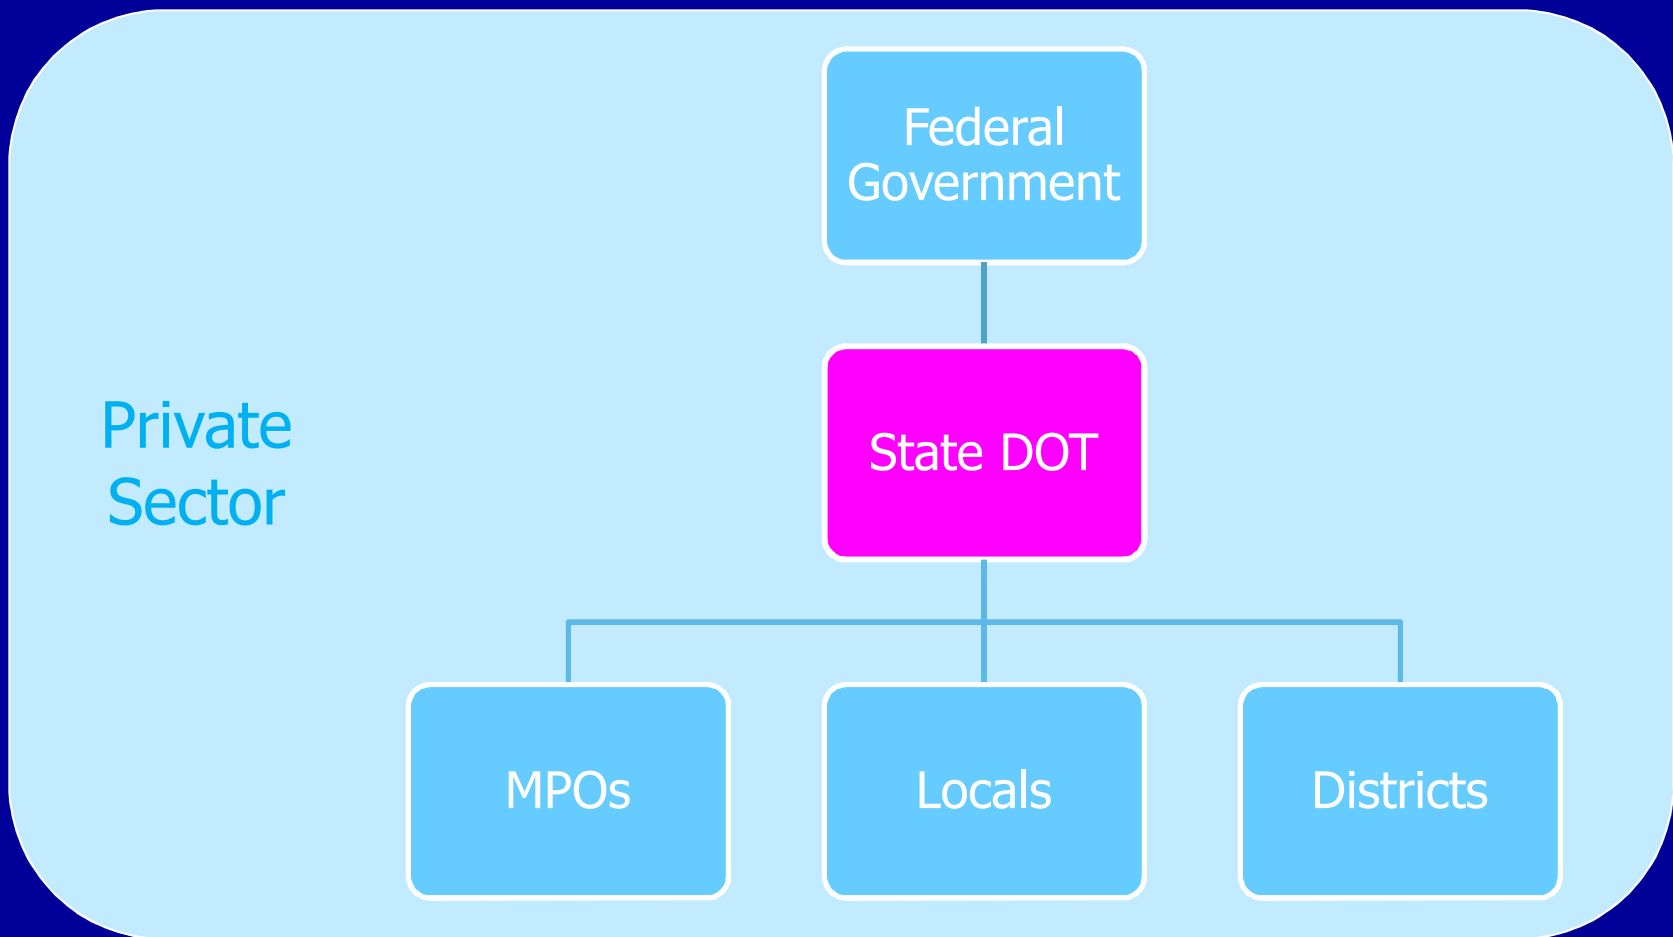 Federal
Government
Private
Sector
State DOT
MPOs
Locals
Districts